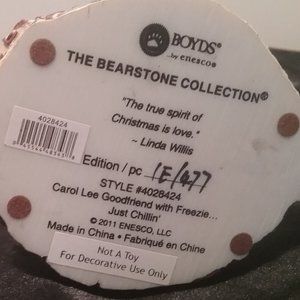 BOYDS®
...by enesco®
THE BEARSTONE COLLECTION®
4028424
"The true spirit of
Christmas is love."
~ Linda Willis
Edition / pc 1E/477
STYLE #4028424
Carol Lee Goodfriend with Freezie...
Just Chillin'
© 2011 ENESCO, LLC
Made in China • Fabriqué en Chine
Not A Toy
For Decorative Use Only